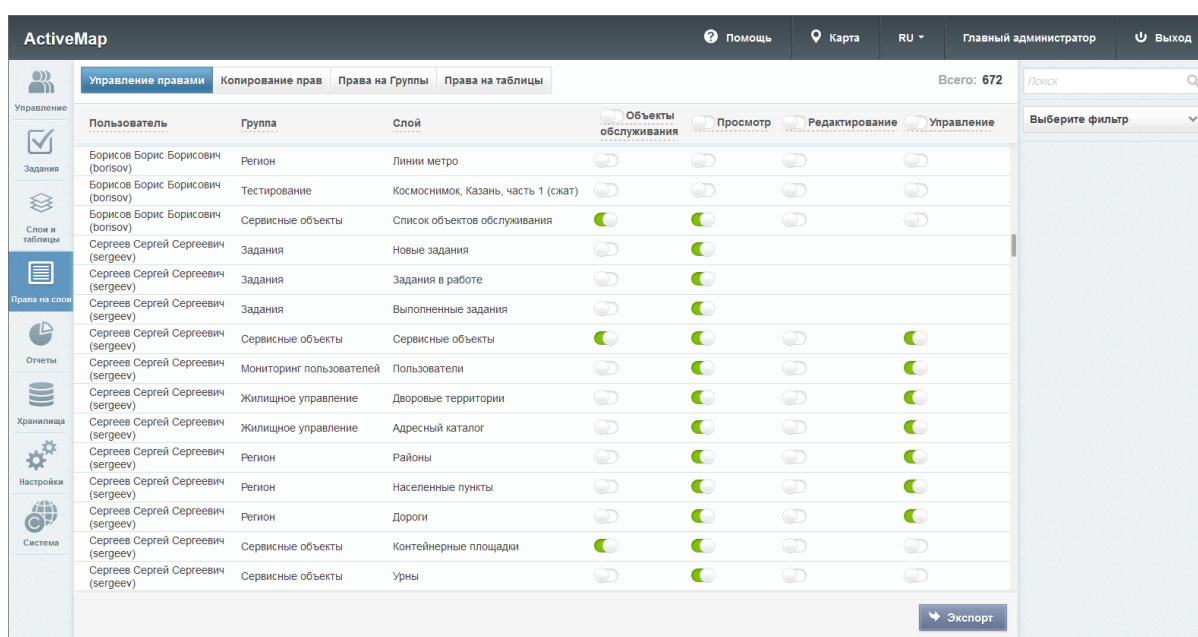 ActiveMap
Помощь
Карта
RU
Главный администратор
Выход
Управление
Задания
Слои и
таблицы
Права на слои
Отчеты
Хранилища
Настройки
Система
Управление правами Копирование прав Права на Группы Права на таблицы
Всего: 672
Поиск
Выберите фильтр
Пользователь Группа Слой Объекты обслуживания Просмотр Редактирование Управление
Борисов Борис Борисович
(borisov) Регион Линии метро
Борисов Борис Борисович
(borisov) Тестирование Космоснимок, Казань, часть 1 (сжат)
Борисов Борис Борисович
(borisov) Сервисные объекты Список объектов обслуживания
Сергеев Сергей Сергеевич
(sergeev) Задания Новые задания
Сергеев Сергей Сергеевич
(sergeev) Задания Задания в работе
Сергеев Сергей Сергеевич
(sergeev) Задания Выполненные задания
Сергеев Сергей Сергеевич
(sergeev) Сервисные объекты Сервисные объекты
Сергеев Сергей Сергеевич
(sergeev) Мониторинг пользователей Пользователи
Сергеев Сергей Сергеевич
(sergeev) Жилищное управление Дворовые территории
Сергеев Сергей Сергеевич
(sergeev) Жилищное управление Адресный каталог
Сергеев Сергей Сергеевич
(sergeev) Регион Районы
Сергеев Сергей Сергеевич
(sergeev) Регион Населенные пункты
Сергеев Сергей Сергеевич
(sergeev) Регион Дороги
Сергеев Сергей Сергеевич
(sergeev) Сервисные объекты Контейнерные площадки
Сергеев Сергей Сергеевич
(sergeev) Сервисные объекты Урны
Экспорт